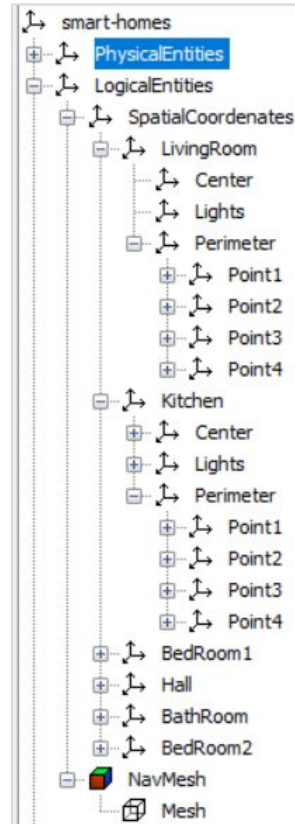 smart-homes
PhysicalEntities
LogicalEntities
SpatialCoordenates
LivingRoom
Center
Lights
Perimeter
Point1
Point2
Point3
Point4
Kitchen
Center
Lights
Perimeter
Point1
Point2
Point3
Point4
BedRoom1
Hall
BathRoom
BedRoom2
NavMesh
Mesh